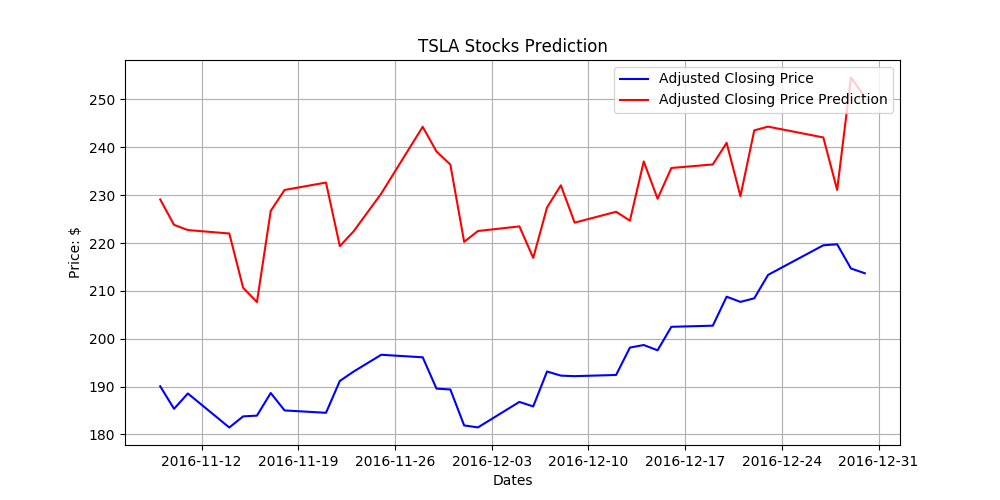 TSLA Stocks Prediction
Adjusted Closing Price
Adjusted Closing Price Prediction
Price: $
250
240
230
220
210
200
190
180
2016-11-12 2016-11-19 2016-11-26 2016-12-03 2016-12-10 2016-12-17 2016-12-24 2016-12-31
Dates